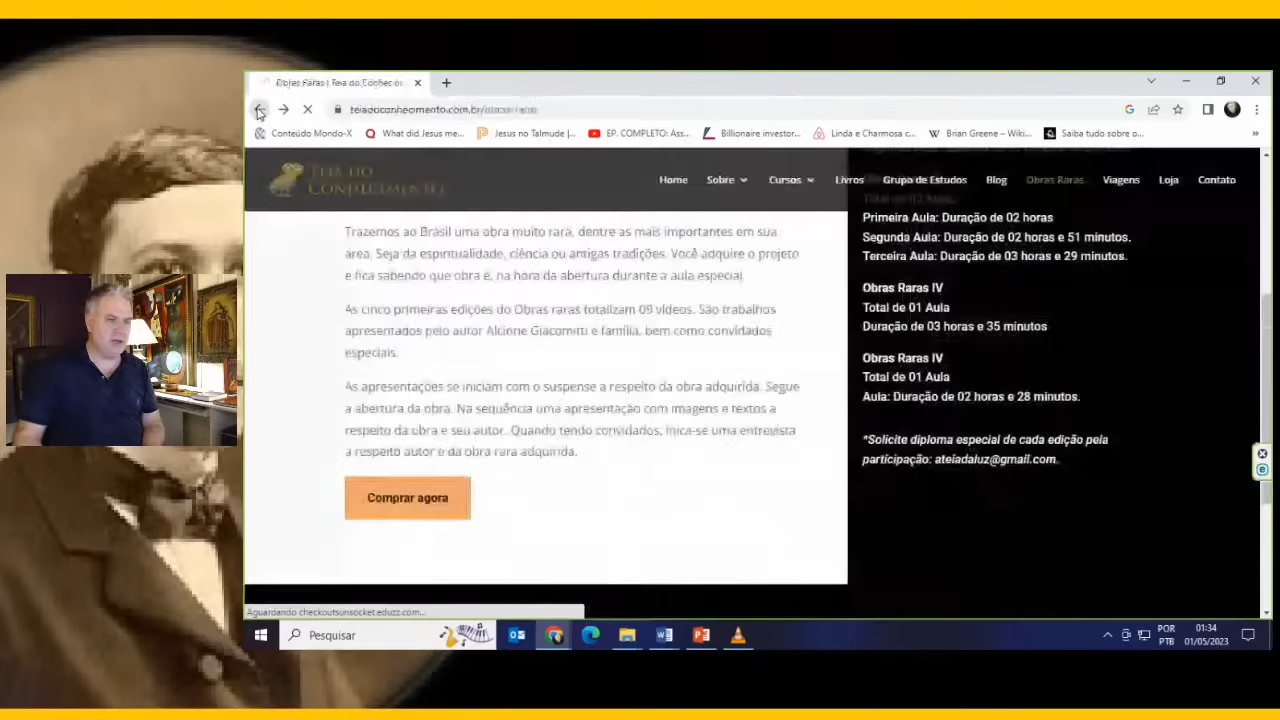 Obras Raras | Teia do Conhecim
teiadoconhecimento.com.br/obras-raras
Conteúdo Mondo-X
What did Jesus me...
Jesus no Talmude |...
EP. COMPLETO: Ass...
Billionaire investor...
Linda e Charmosa c...
Brian Greene – Wiki...
Saiba tudo sobre o...
TEIA DO
CONHECIMENTO
Home
Sobre
Cursos
Livros
Grupo de Estudos
Blog
Obras Raras
Viagens
Loja
Contato
Trazemos ao Brasil uma obra muito rara, dentre as mais importantes em sua
área. Seja da espiritualidade, ciência ou antigas tradições. Você adquire o projeto
e fica sabendo que obra é, na hora da abertura durante a aula especial.
As cinco primeiras edições do Obras raras totalizam 09 vídeos. São trabalhos
apresentados pelo autor Alcione Giacomitti e família, bem como convidados
especiais.
As apresentações se iniciam com o suspense a respeito da obra adquirida. Segue
a abertura da obra. Na sequência uma apresentação com imagens e textos a
respeito da obra e seu autor. Quando tendo convidados, inica-se uma entrevista
a respeito autor e da obra rara adquirida.
Comprar agora
Total de 03 Aulas
Primeira Aula: Duração de 02 horas
Segunda Aula: Duração de 02 horas e 51 minutos.
Terceira Aula: Duração de 03 horas e 29 minutos.
Obras Raras IV
Total de 01 Aula
Duração de 03 horas e 35 minutos
Obras Raras IV
Total de 01 Aula
Aula: Duração de 02 horas e 28 minutos.
*Solicite diploma especial de cada edição pela
participação: ateiadaluz@gmail.com.
Aguardando checkoutsunsocket.eduzz.com...
Pesquisar
POR
PTB
01:34
01/05/2023